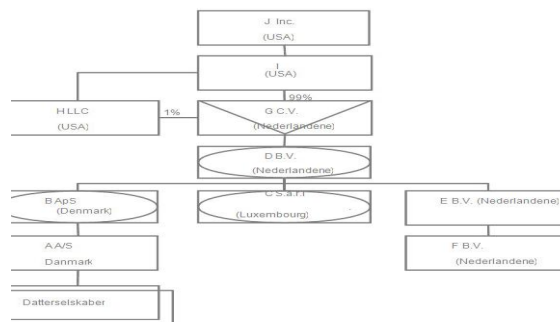 J Inc.
(USA)
I
(USA)
99%
H LLC
(USA)
1%
G C.V.
(Nederlandene)
D B.V.
(Nederlandene)
B ApS
(Denmark)
C S.a.r.l
(Luxembourg)
E B.V. (Nederlandene)
A A/S
Danmark
F B.V.
(Nederlandene)
Datterselskaber